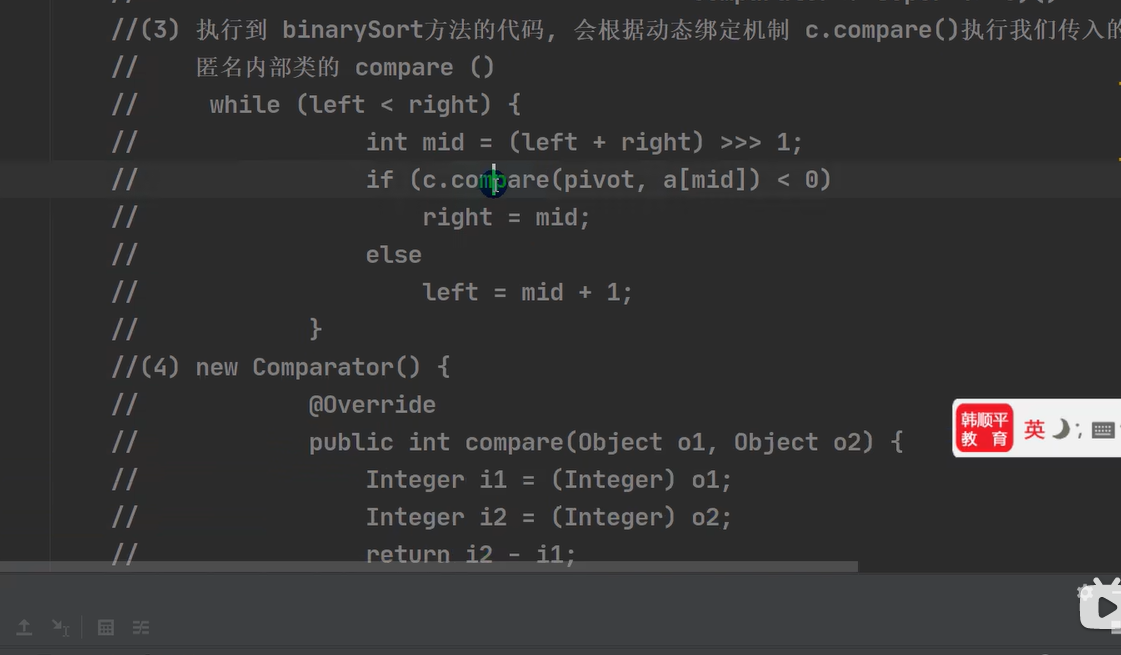 //(3) 执行到 binarySort方法的代码, 会根据动态绑定机制 c.compare()执行我们传入的
//    匿名内部类的 compare ()
//     while (left < right) {
//                int mid = (left + right) >>> 1;
//                if (c.compare(pivot, a[mid]) < 0)
//                    right = mid;
//                else
//                    left = mid + 1;
//            }
//(4) new Comparator() {
//            @Override
//            public int compare(Object o1, Object o2) {
//                Integer i1 = (Integer) o1;
//                Integer i2 = (Integer) o2;
//                return i2 - i1;
韩顺平
教 育
英